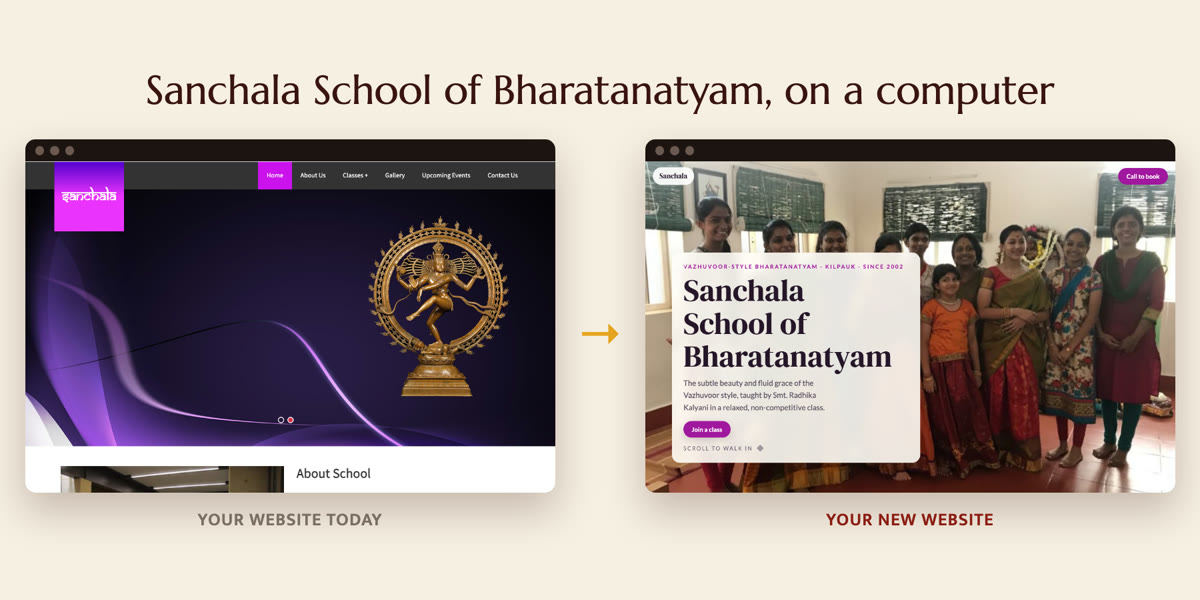 Sanchala School of Bharatanatyam, on a computer
sanchala
Home
About Us
Classes +
Gallery
Upcoming Events
Contact Us
About School
YOUR WEBSITE TODAY
Sanchala
Call to book
VAZHUVOOR-STYLE BHARATANATYAM - KILPAUK - SINCE 2002
Sanchala
School of
Bharatanatyam
The subtle beauty and fluid grace of the
Vazhuvoor style, taught by Smt. Radhika
Kalyani in a relaxed, non-competitive class.
Join a class
SCROLL TO WALK IN
YOUR NEW WEBSITE